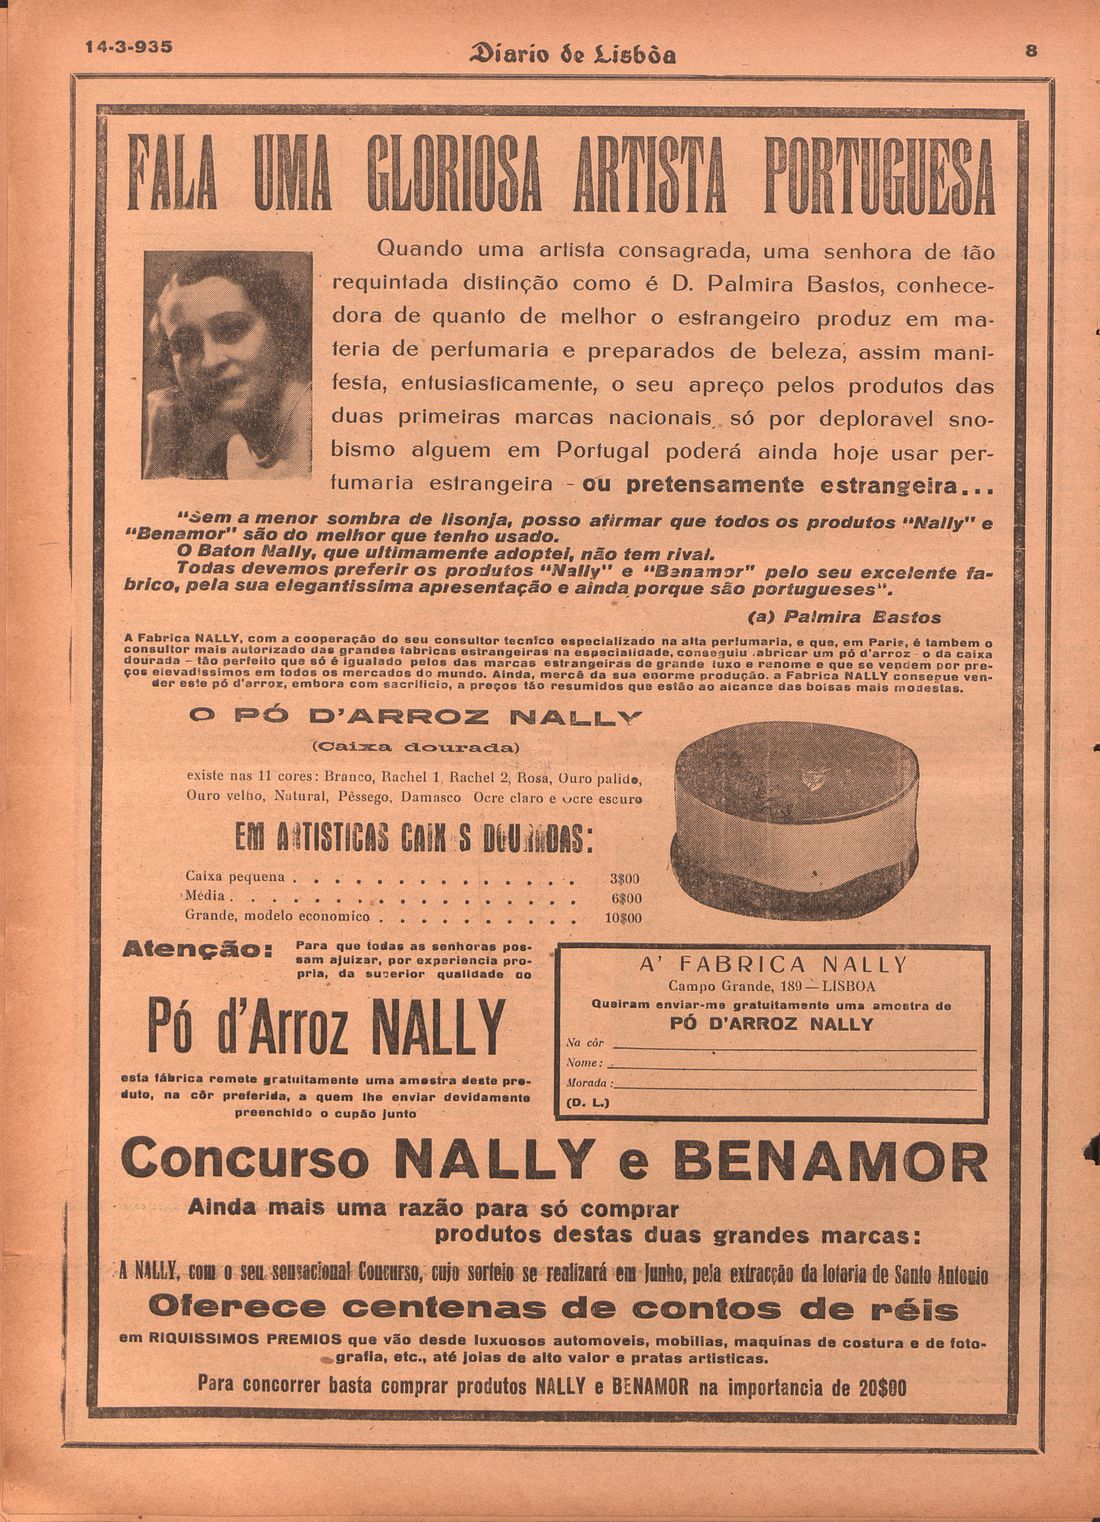 14-3-935
Diario de Lisbôa
8
FALA UMA GLORIOSA ARTISTA PORTUGUESA
Quando uma artista consagrada, uma senhora de tão
requintada distinção como é D. Palmira Bastos, conhece-
dora de quanto de melhor o estrangeiro produz em ma-
teria de perfumaria e preparados de beleza, assim mani-
festa, entusiasticamente, o seu apreço pelos produtos das
duas primeiras marcas nacionais, só por deploravel sno-
bismo alguem em Portugal poderá ainda hoje usar per-
fumaria estrangeira - ou pretensamente estrangeira...
"Sem a menor sombra de lisonja, posso afirmar que todos os produtos "Nally" e
"Benamor" são do melhor que tenho usado.
O Baton Nally, que ultimamente adoptei, não tem rival.
Todas devemos preferir os produtos "Nally" e "Benamor" pelo seu excelente fa-
brico, pela sua elegantissima apresentação e ainda porque são portugueses".
(a) Palmira Bastos
A Fabrica NALLY, com a cooperação do seu consultor tecnico especializado na alta perfumaria, e que, em Paris, é tambem o
consultor mais autorizado das grandes fabricas estrangeiras na especialidade, conseguiu fabricar um pó d'arroz - o da caixa
dourada - tão perfeito que só é igualado pelos das marcas estrangeiras de grande luxo e renome e que se vendem por pre-
ços elevadissimos em todos os mercados do mundo. Ainda, mercê da sua enorme produção, a Fabrica NALLY consegue ven-
der este pó d'arroz, embora com sacrificio, a preços tão resumidos que estão ao alcance das bolsas mais modestas.
O PÓ D'ARROZ NALLY
(Caixa dourada)
existe nas 11 cores: Branco, Rachel 1, Rachel 2, Rosa, Ouro palido,
Ouro velho, Natural, Pêssego, Damasco Ocre claro e Ocre escuro
EM ARTISTICAS CAIXAS DOURADAS:
Caixa pequena . . . . . . . . . . . . . . 3$00
Média . . . . . . . . . . . . . . . . . 6$00
Grande, modelo economico . . . . . . . . . 10$00
Atenção:
Para que todas as senhoras pos-
sam ajuizar, por experiencia pro-
pria, da superior qualidade do
Pó d'Arroz NALLY
esta fábrica remete gratuitamente uma amostra deste pro-
duto, na côr preferida, a quem lhe enviar devidamente
preenchido o cupão junto
A' FABRICA NALLY
Campo Grande, 189 — LISBOA
Queiram enviar-me gratuitamente uma amostra de
PÓ D'ARROZ NALLY
Na côr
Nome:
Morada:
(D. L.)
Concurso NALLY e BENAMOR
Ainda mais uma razão para só comprar
produtos destas duas grandes marcas:
A NALLY, com o seu sensacional Concurso, cujo sorteio se realizará em Junho, pela extracção da lotaria de Santo Antonio
Oferece centenas de contos de réis
em RIQUISSIMOS PREMIOS que vão desde luxuosos automoveis, mobilias, maquinas de costura e de foto-
grafia, etc., até joias de alto valor e pratas artisticas.
Para concorrer basta comprar produtos NALLY e BENAMOR na importancia de 20$00